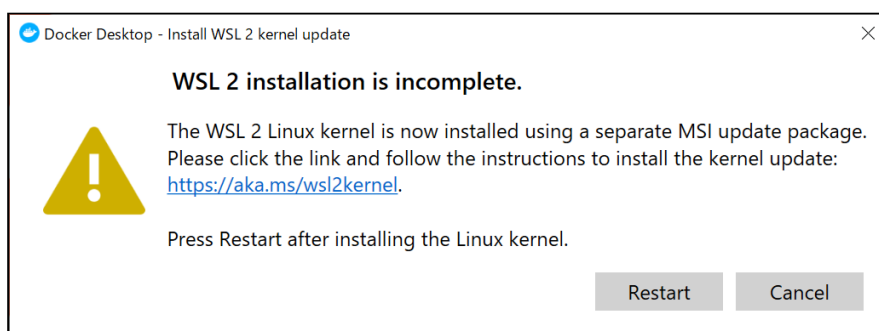 Docker Desktop - Install WSL 2 kernel update
WSL 2 installation is incomplete.
The WSL 2 Linux kernel is now installed using a separate MSI update package.
Please click the link and follow the instructions to install the kernel update:
https://aka.ms/wsl2kernel.
Press Restart after installing the Linux kernel.
Restart Cancel